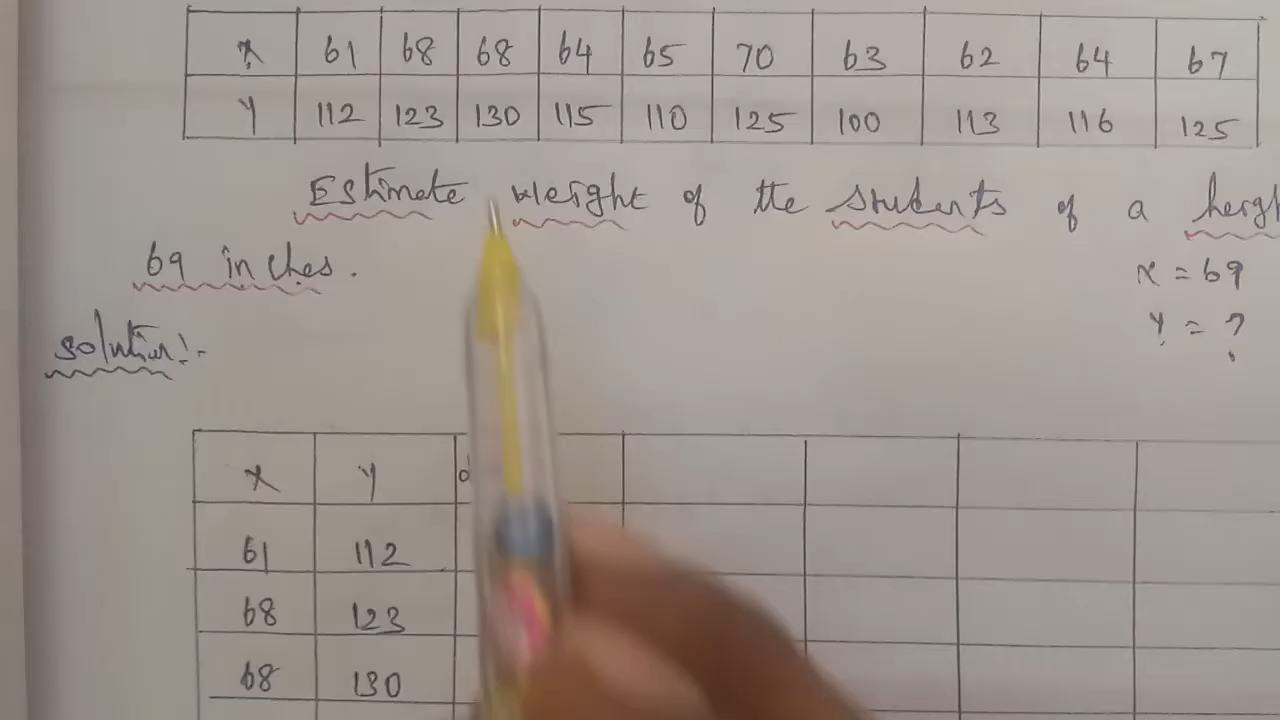 x 61 68 68 64 65 70 63 62 64 67
y 112 123 130 115 110 125 100 113 116 125
Estimate weight of the students of a
69 inches.
x = 69
y = ?
solution:-
x y
61 112
68 123
68 130